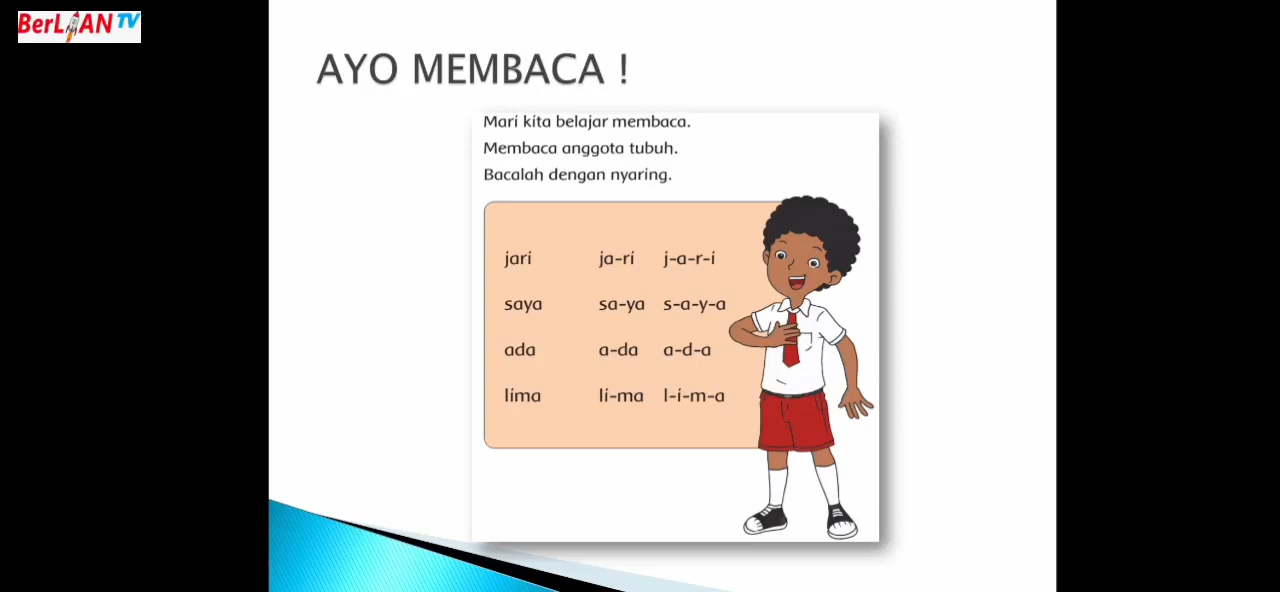 BerLIAN TV
AYO MEMBACA !
Mari kita belajar membaca.
Membaca anggota tubuh.
Bacalah dengan nyaring.
jari ja-ri j-a-r-i
saya sa-ya s-a-y-a
ada a-da a-d-a
lima li-ma l-i-m-a